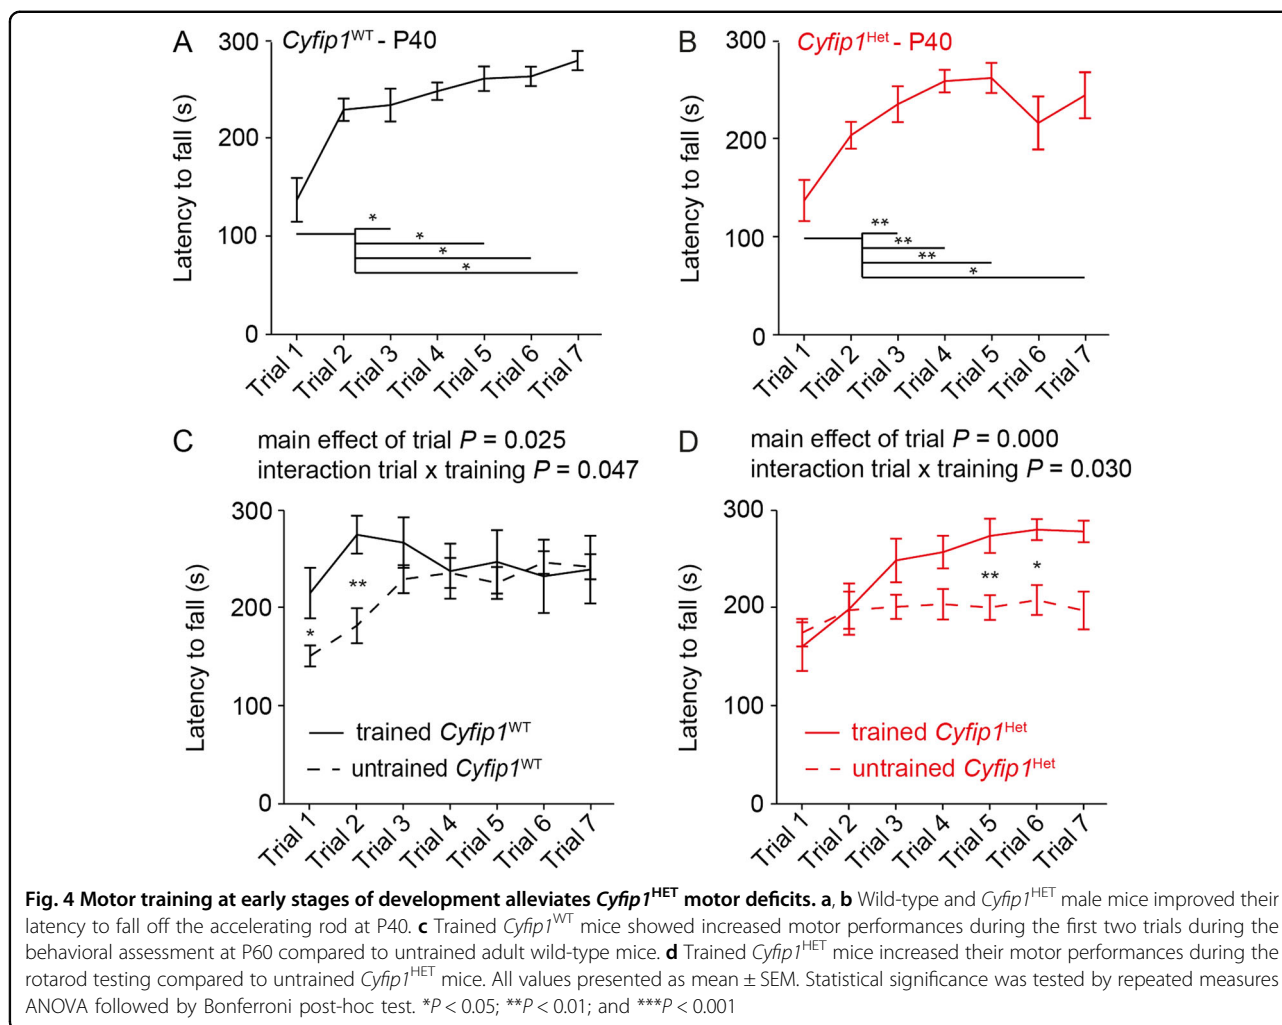 A
Cyfip1WT - P40
300
200
100
0
Latency to fall (s)
*
*
*
*
Trial 1
Trial 2
Trial 3
Trial 4
Trial 5
Trial 6
Trial 7
B
Cyfip1Het - P40
300
200
100
0
Latency to fall (s)
**
**
**
*
Trial 1
Trial 2
Trial 3
Trial 4
Trial 5
Trial 6
Trial 7
C
main effect of trial P = 0.025
interaction trial x training P = 0.047
300
200
100
0
Latency to fall (s)
*
**
trained Cyfip1WT
untrained Cyfip1WT
Trial 1
Trial 2
Trial 3
Trial 4
Trial 5
Trial 6
Trial 7
D
main effect of trial P = 0.000
interaction trial x training P = 0.030
300
200
100
0
Latency to fall (s)
**
*
trained Cyfip1Het
untrained Cyfip1Het
Trial 1
Trial 2
Trial 3
Trial 4
Trial 5
Trial 6
Trial 7
Fig. 4 Motor training at early stages of development alleviates Cyfip1HET motor deficits. a, b Wild-type and Cyfip1HET male mice improved their
latency to fall off the accelerating rod at P40. c Trained Cyfip1WT mice showed increased motor performances during the first two trials during the
behavioral assessment at P60 compared to untrained adult wild-type mice. d Trained Cyfip1HET mice increased their motor performances during the
rotarod testing compared to untrained Cyfip1HET mice. All values presented as mean ± SEM. Statistical significance was tested by repeated measures
ANOVA followed by Bonferroni post-hoc test. *P < 0.05; **P < 0.01; and ***P < 0.001